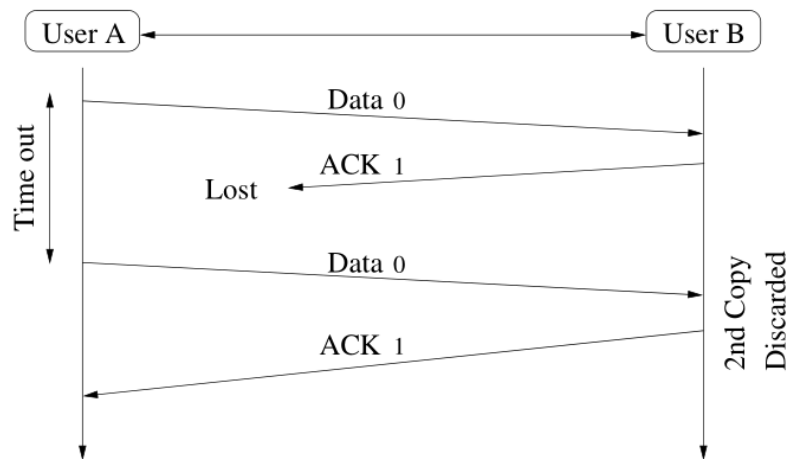 User A
User B
Data 0
Time out
ACK 1
Lost
Data 0
2nd Copy
Discarded
ACK 1